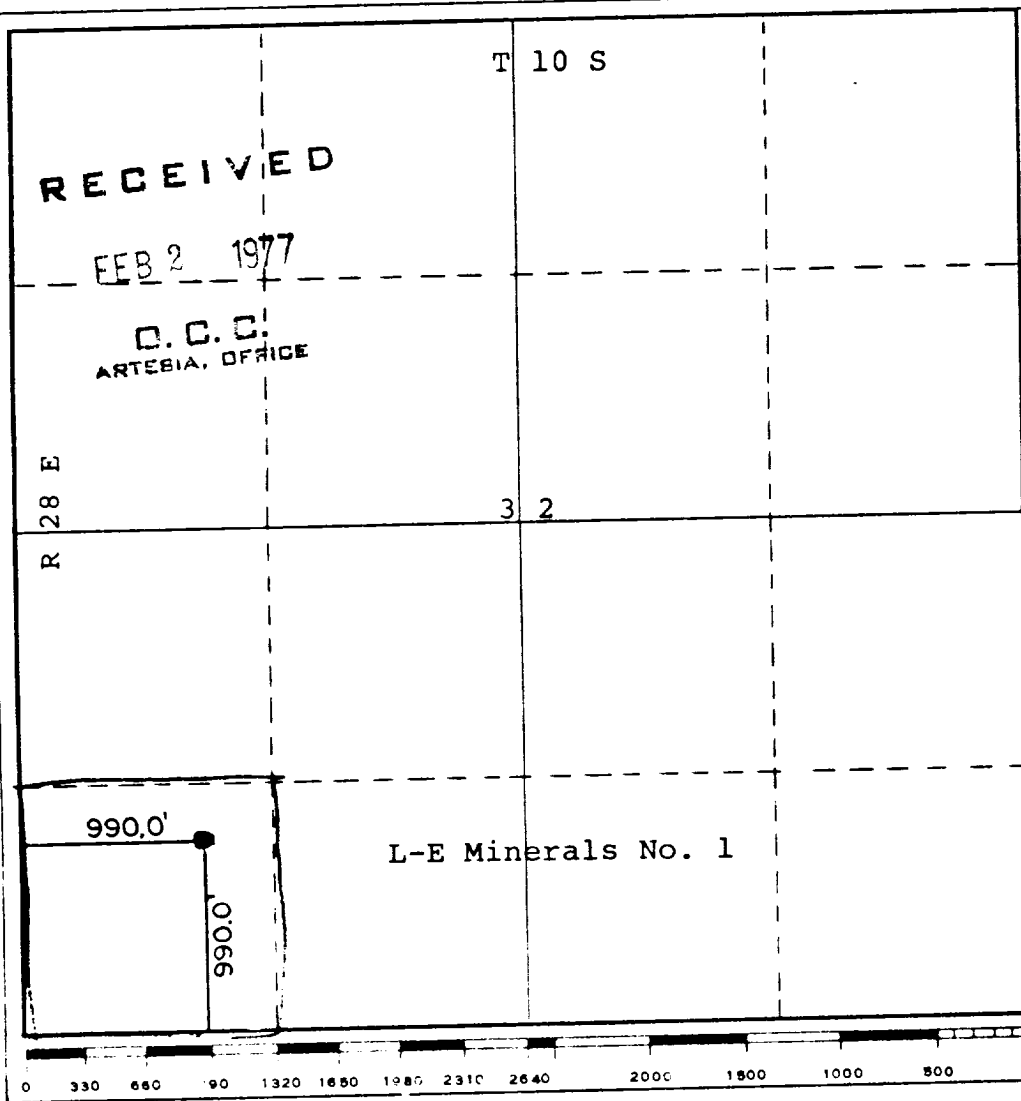 T 10 S
RECEIVED
FEB 2 1977
O. C. C.
ARTESIA, OFFICE
R 28 E
3 2
990.0'
L-E Minerals No. 1
990.0'
0 330 660 90 1320 1650 1980 2310 2640 2000 1500 1000 500